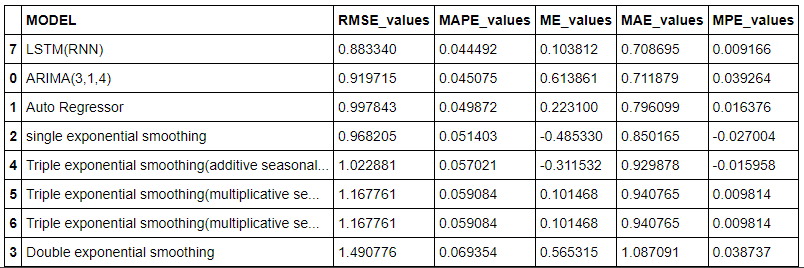 MODEL RMSE_values MAPE_values ME_values MAE_values MPE_values
7 LSTM(RNN) 0.883340 0.044492 0.103812 0.708695 0.009166
0 ARIMA(3,1,4) 0.919715 0.045075 0.613861 0.711879 0.039264
1 Auto Regressor 0.997843 0.049872 0.223100 0.796099 0.016376
2 single exponential smoothing 0.968205 0.051403 -0.485330 0.850165 -0.027004
4 Triple exponential smoothing(additive seasonal... 1.022881 0.057021 -0.311532 0.929878 -0.015958
5 Triple exponential smoothing(multiplicative se... 1.167761 0.059084 0.101468 0.940765 0.009814
6 Triple exponential smoothing(multiplicative se... 1.167761 0.059084 0.101468 0.940765 0.009814
3 Double exponential smoothing 1.490776 0.069354 0.565315 1.087091 0.038737